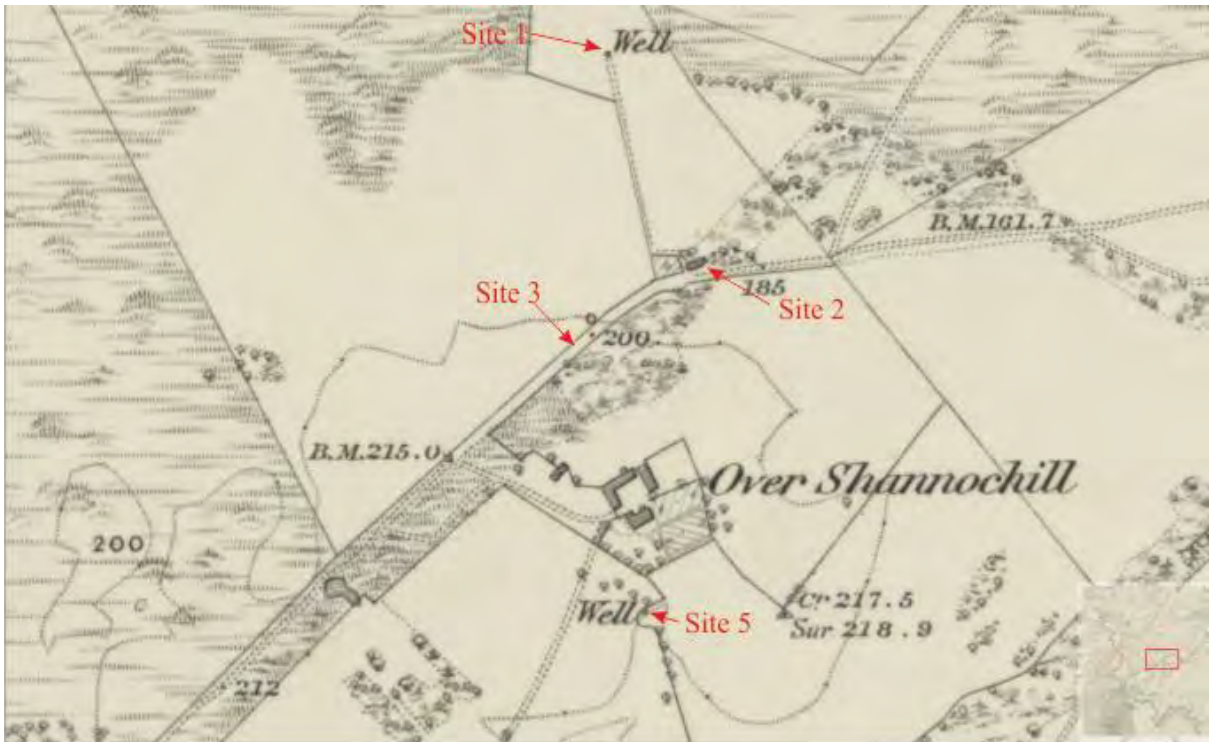 Site 1
Well
B.M.161.7
185
Site 2
Site 3
200
B.M.215.0
Over Shannochill
200
Cr 217.5
Well
Site 5
Sur 218.9
212